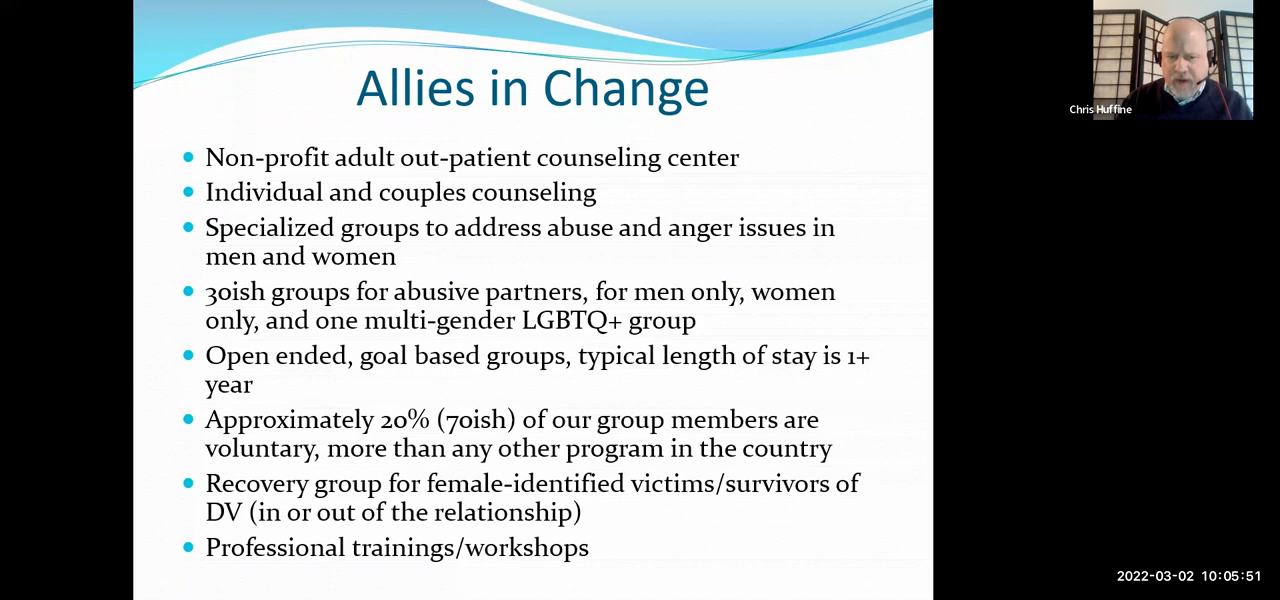 Allies in Change
Non-profit adult out-patient counseling center
Individual and couples counseling
Specialized groups to address abuse and anger issues in
men and women
30ish groups for abusive partners, for men only, women
only, and one multi-gender LGBTQ+ group
Open ended, goal based groups, typical length of stay is 1+
year
Approximately 20% (70ish) of our group members are
voluntary, more than any other program in the country
Recovery group for female-identified victims/survivors of
DV (in or out of the relationship)
Professional trainings/workshops
Chris Huffine
2022-03-02 10:05:51